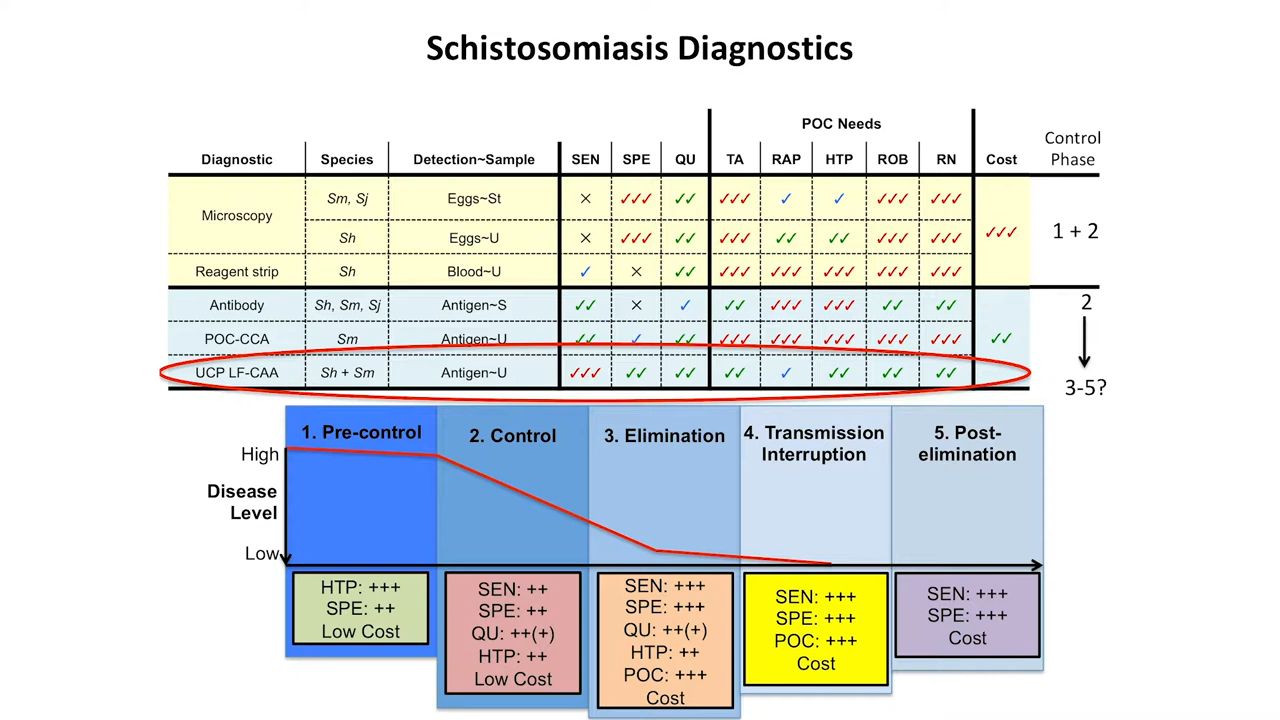 Schistosomiasis Diagnostics
POC Needs
Control
Phase
Diagnostic Species Detection~Sample SEN SPE QU TA RAP HTP ROB RN Cost
Microscopy
Sm, Sj Eggs~St × ✓✓✓ ✓✓ ✓✓✓ ✓ ✓ ✓✓✓ ✓✓✓
Sh Eggs~U × ✓✓✓ ✓✓ ✓✓✓ ✓✓ ✓✓ ✓✓✓ ✓✓✓
✓✓✓ 1 + 2
Reagent strip Sh Blood~U ✓ × ✓✓ ✓✓✓ ✓✓✓ ✓✓✓ ✓✓✓ ✓✓✓
Antibody Sh, Sm, Sj Antigen~S ✓✓ × ✓ ✓✓ ✓✓✓ ✓✓✓ ✓✓ ✓✓ 2
POC-CCA Sm Antigen~U ✓✓ ✓ ✓✓ ✓✓✓ ✓✓✓ ✓✓✓ ✓✓✓ ✓✓✓ ✓✓
UCP LF-CAA Sh + Sm Antigen~U ✓✓✓ ✓✓ ✓✓ ✓✓ ✓ ✓✓ ✓✓ ✓✓
3-5?
1. Pre-control
2. Control
3. Elimination
4. Transmission
Interruption
5. Post-
elimination
High
Disease
Level
Low
HTP: +++
SPE: ++
Low Cost
SEN: ++
SPE: ++
QU: ++(+)
HTP: ++
Low Cost
SEN: +++
SPE: +++
QU: ++(+)
HTP: ++
POC: +++
Cost
SEN: +++
SPE: +++
POC: +++
Cost
SEN: +++
SPE: +++
Cost